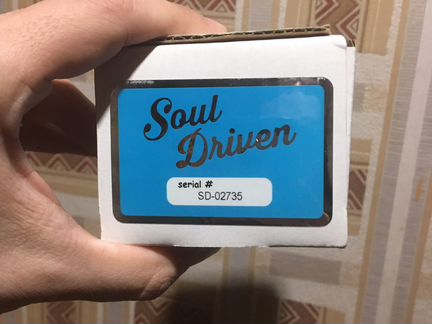 Soul
Driven
serial #
SD-02735